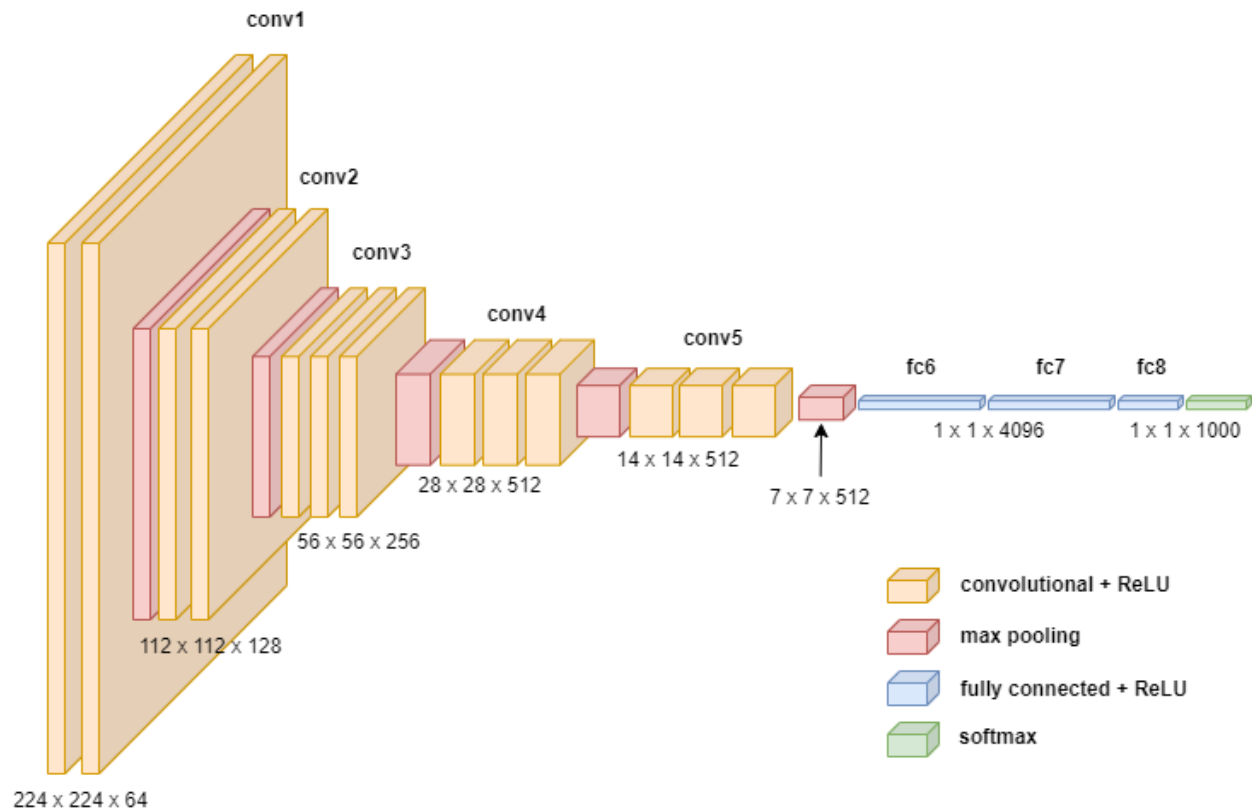 conv1
conv2
conv3
conv4
conv5
fc6
fc7
fc8
224 x 224 x 64
112 x 112 x 128
56 x 56 x 256
28 x 28 x 512
14 x 14 x 512
7 x 7 x 512
1 x 1 x 4096
1 x 1 x 1000
convolutional + ReLU
max pooling
fully connected + ReLU
softmax